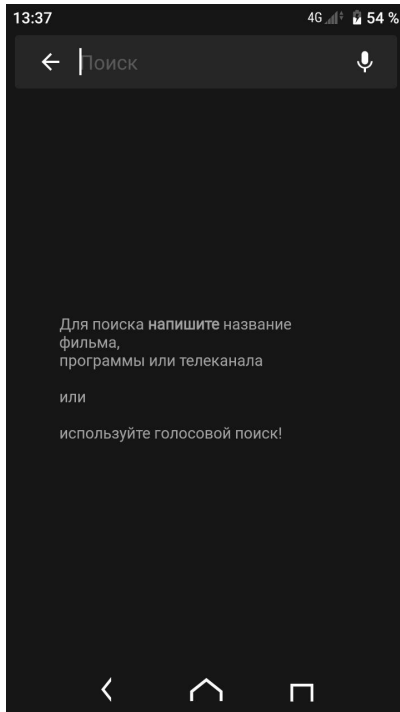 13:37 4G 54 %
Поиск
Для поиска напишите название
фильма,
программы или телеканала
или
используйте голосовой поиск!